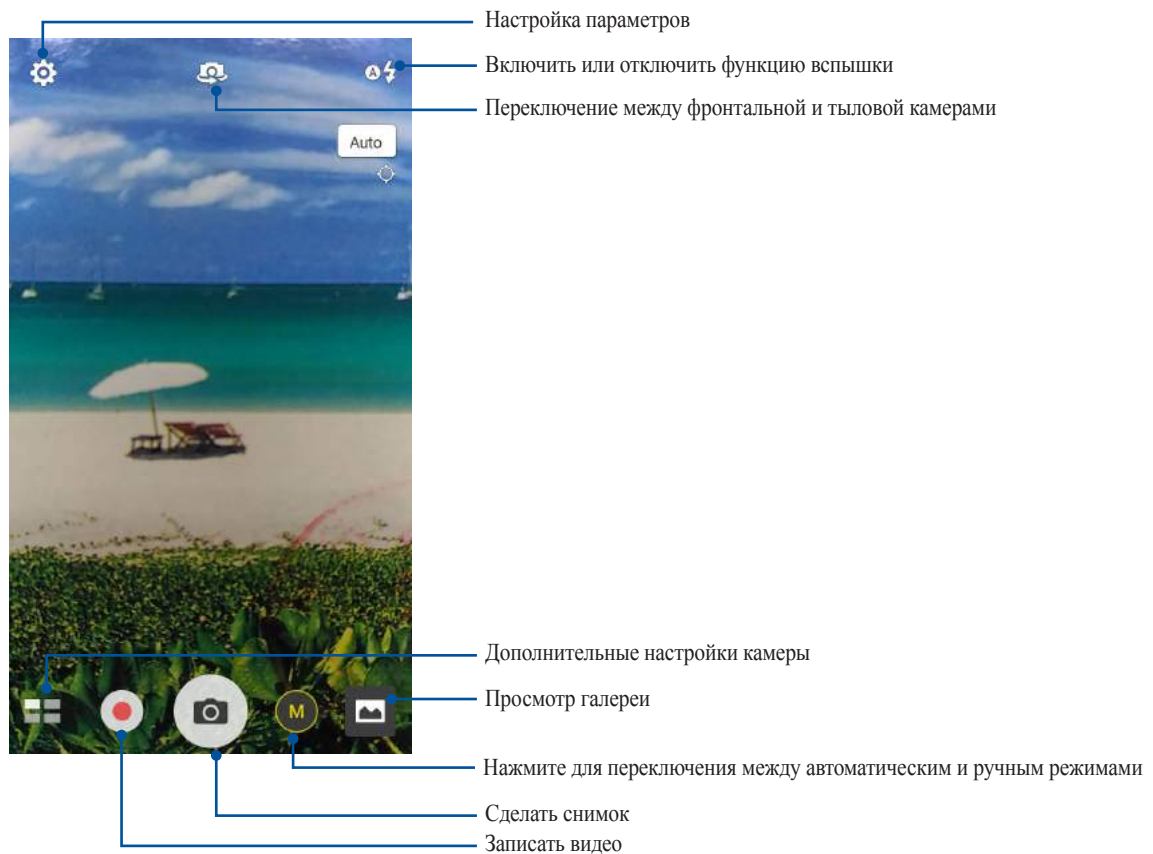 Настройка параметров
Включить или отключить функцию вспышки
Переключение между фронтальной и тыловой камерами
A
Auto
Дополнительные настройки камеры
Просмотр галереи
M
Нажмите для переключения между автоматическим и ручным режимами
Сделать снимок
Записать видео